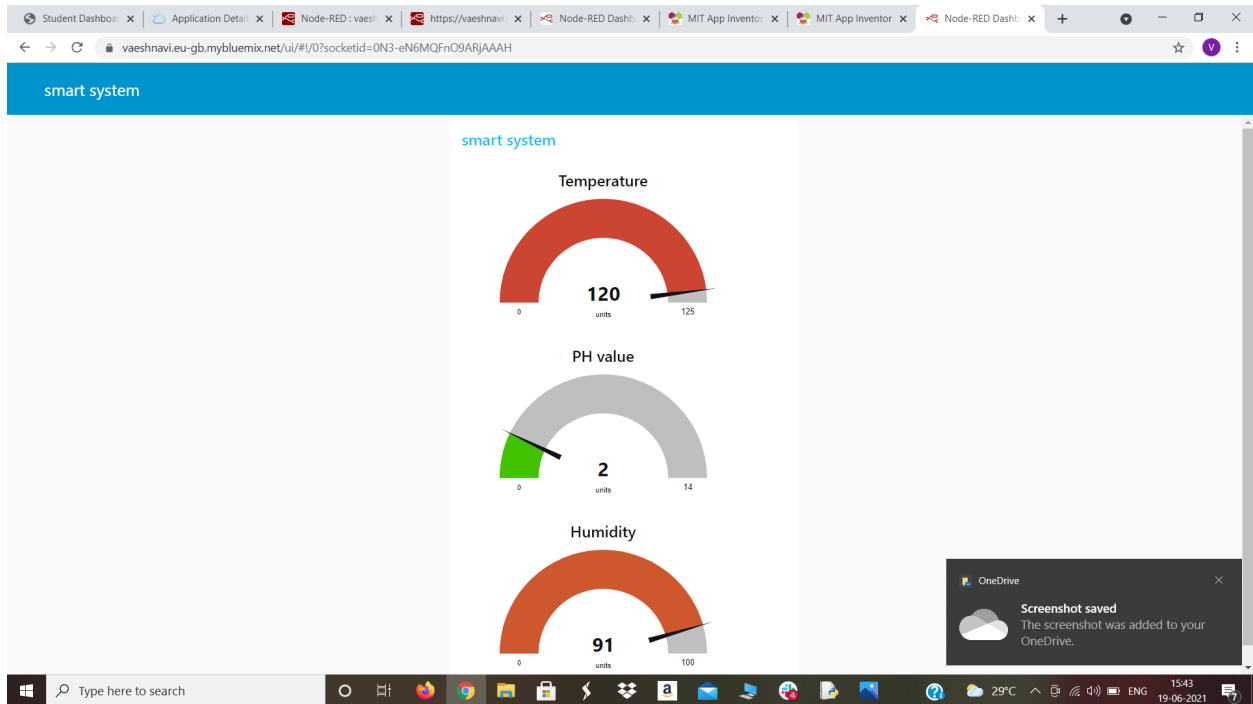 Student Dashboar
Application Detail
Node-RED : vaesh
https://vaeshnavi.
Node-RED Dashb
MIT App Inventor
MIT App Inventor
Node-RED Dashb
vaeshnavi.eu-gb.mybluemix.net/ui/#!/0?socketid=0N3-eN6MQFnO9ARjAAAH
V
smart system
smart system
Temperature
120
units
0
125
PH value
2
units
0
14
Humidity
91
units
0
100
OneDrive
Screenshot saved
The screenshot was added to your
OneDrive.
Type here to search
a
29°C
ENG
15:43
19-06-2021
7